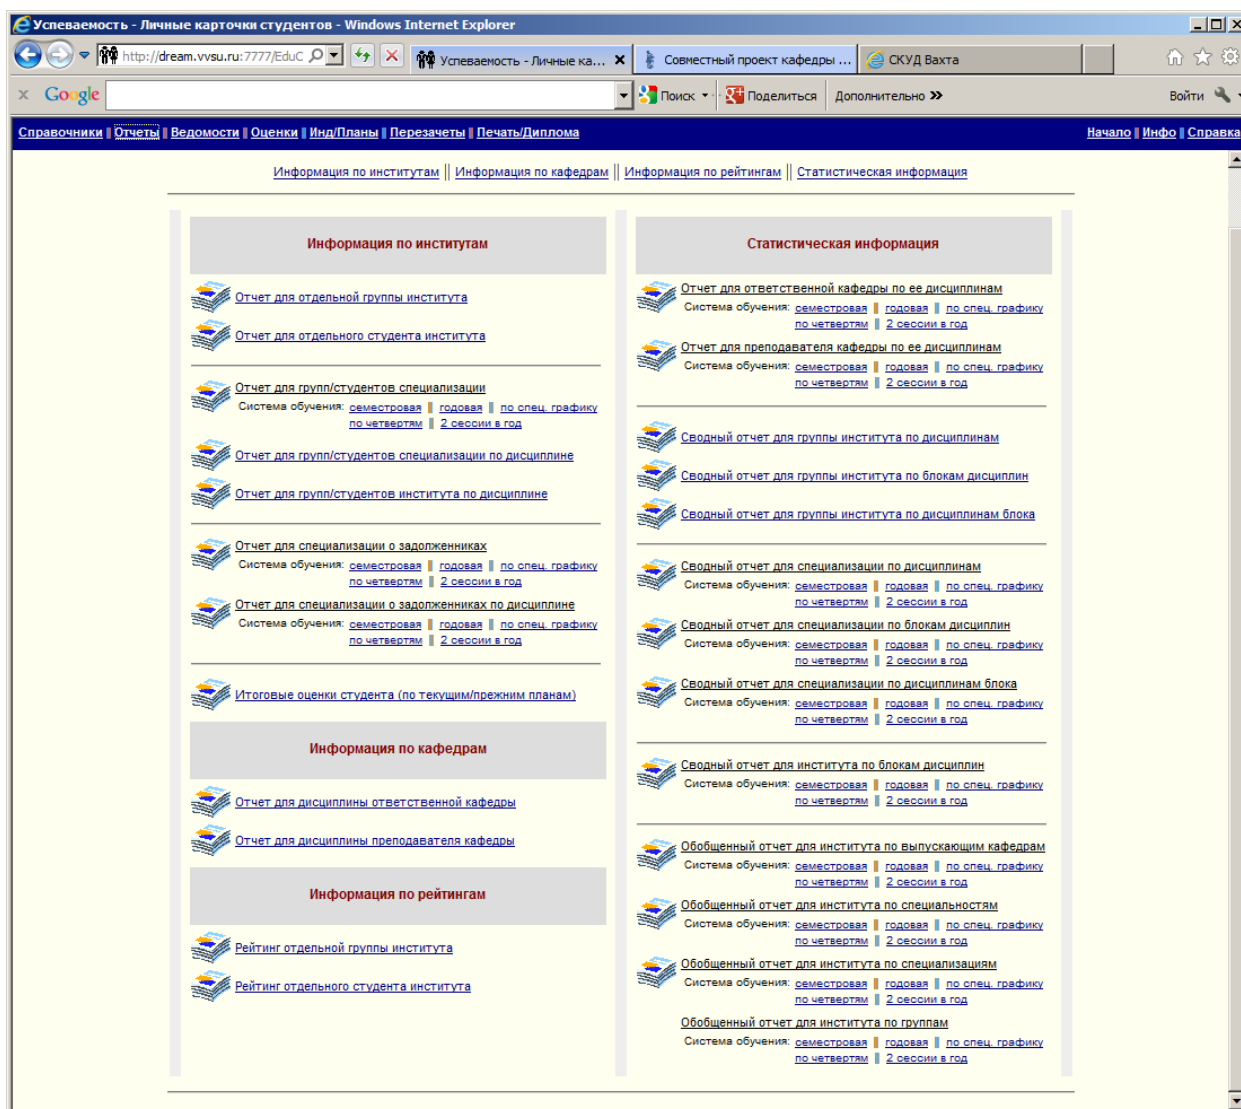 Успеваемость - Личные карточки студентов - Windows Internet Explorer
http://dream.vvsu.ru:7777/EduC
Успеваемость - Личные ка...
Совместный проект кафедры ...
СКУД Вахта
x Google
Поиск
Поделиться
Дополнительно »
Войти
Справочники Отчеты Ведомости Оценки Инд/Планы Перезачеты Печать/Диплома
Начало Инфо Справка
Информация по институтам || Информация по кафедрам || Информация по рейтингам || Статистическая информация
Информация по институтам
Отчет для отдельной группы института
Отчет для отдельного студента института
Отчет для групп/студентов специализации
Система обучения: семестровая годовая по спец. графику
по четвертям 2 сессии в год
Отчет для групп/студентов специализации по дисциплине
Отчет для групп/студентов института по дисциплине
Отчет для специализации о задолженниках
Система обучения: семестровая годовая по спец. графику
по четвертям 2 сессии в год
Отчет для специализации о задолженниках по дисциплине
Система обучения: семестровая годовая по спец. графику
по четвертям 2 сессии в год
Итоговые оценки студента (по текущим/прежним планам)
Информация по кафедрам
Отчет для дисциплины ответственной кафедры
Отчет для дисциплины преподавателя кафедры
Информация по рейтингам
Рейтинг отдельной группы института
Рейтинг отдельного студента института
Статистическая информация
Отчет для ответственной кафедры по ее дисциплинам
Система обучения: семестровая годовая по спец. графику
по четвертям 2 сессии в год
Отчет для преподавателя кафедры по ее дисциплинам
Система обучения: семестровая годовая по спец. графику
по четвертям 2 сессии в год
Сводный отчет для группы института по дисциплинам
Сводный отчет для группы института по блокам дисциплин
Сводный отчет для группы института по дисциплинам блока
Сводный отчет для специализации по дисциплинам
Система обучения: семестровая годовая по спец. графику
по четвертям 2 сессии в год
Сводный отчет для специализации по блокам дисциплин
Система обучения: семестровая годовая по спец. графику
по четвертям 2 сессии в год
Сводный отчет для специализации по дисциплинам блока
Система обучения: семестровая годовая по спец. графику
по четвертям 2 сессии в год
Сводный отчет для института по блокам дисциплин
Система обучения: семестровая годовая по спец. графику
по четвертям 2 сессии в год
Обобщенный отчет для института по выпускающим кафедрам
Система обучения: семестровая годовая по спец. графику
по четвертям 2 сессии в год
Обобщенный отчет для института по специальностям
Система обучения: семестровая годовая по спец. графику
по четвертям 2 сессии в год
Обобщенный отчет для института по специализациям
Система обучения: семестровая годовая по спец. графику
по четвертям 2 сессии в год
Обобщенный отчет для института по группам
Система обучения: семестровая годовая по спец. графику
по четвертям 2 сессии в год